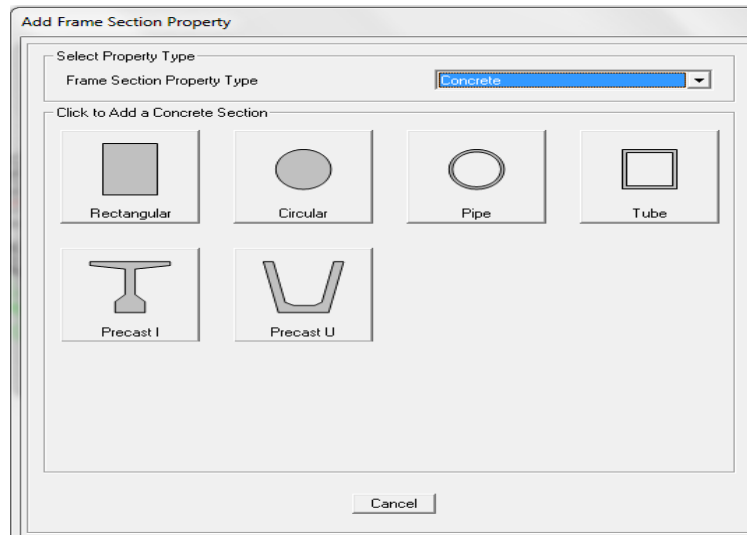 Add Frame Section Property
Select Property Type
Frame Section Property Type
Concrete
Click to Add a Concrete Section
Rectangular
Circular
Pipe
Tube
Precast I
Precast U
Cancel